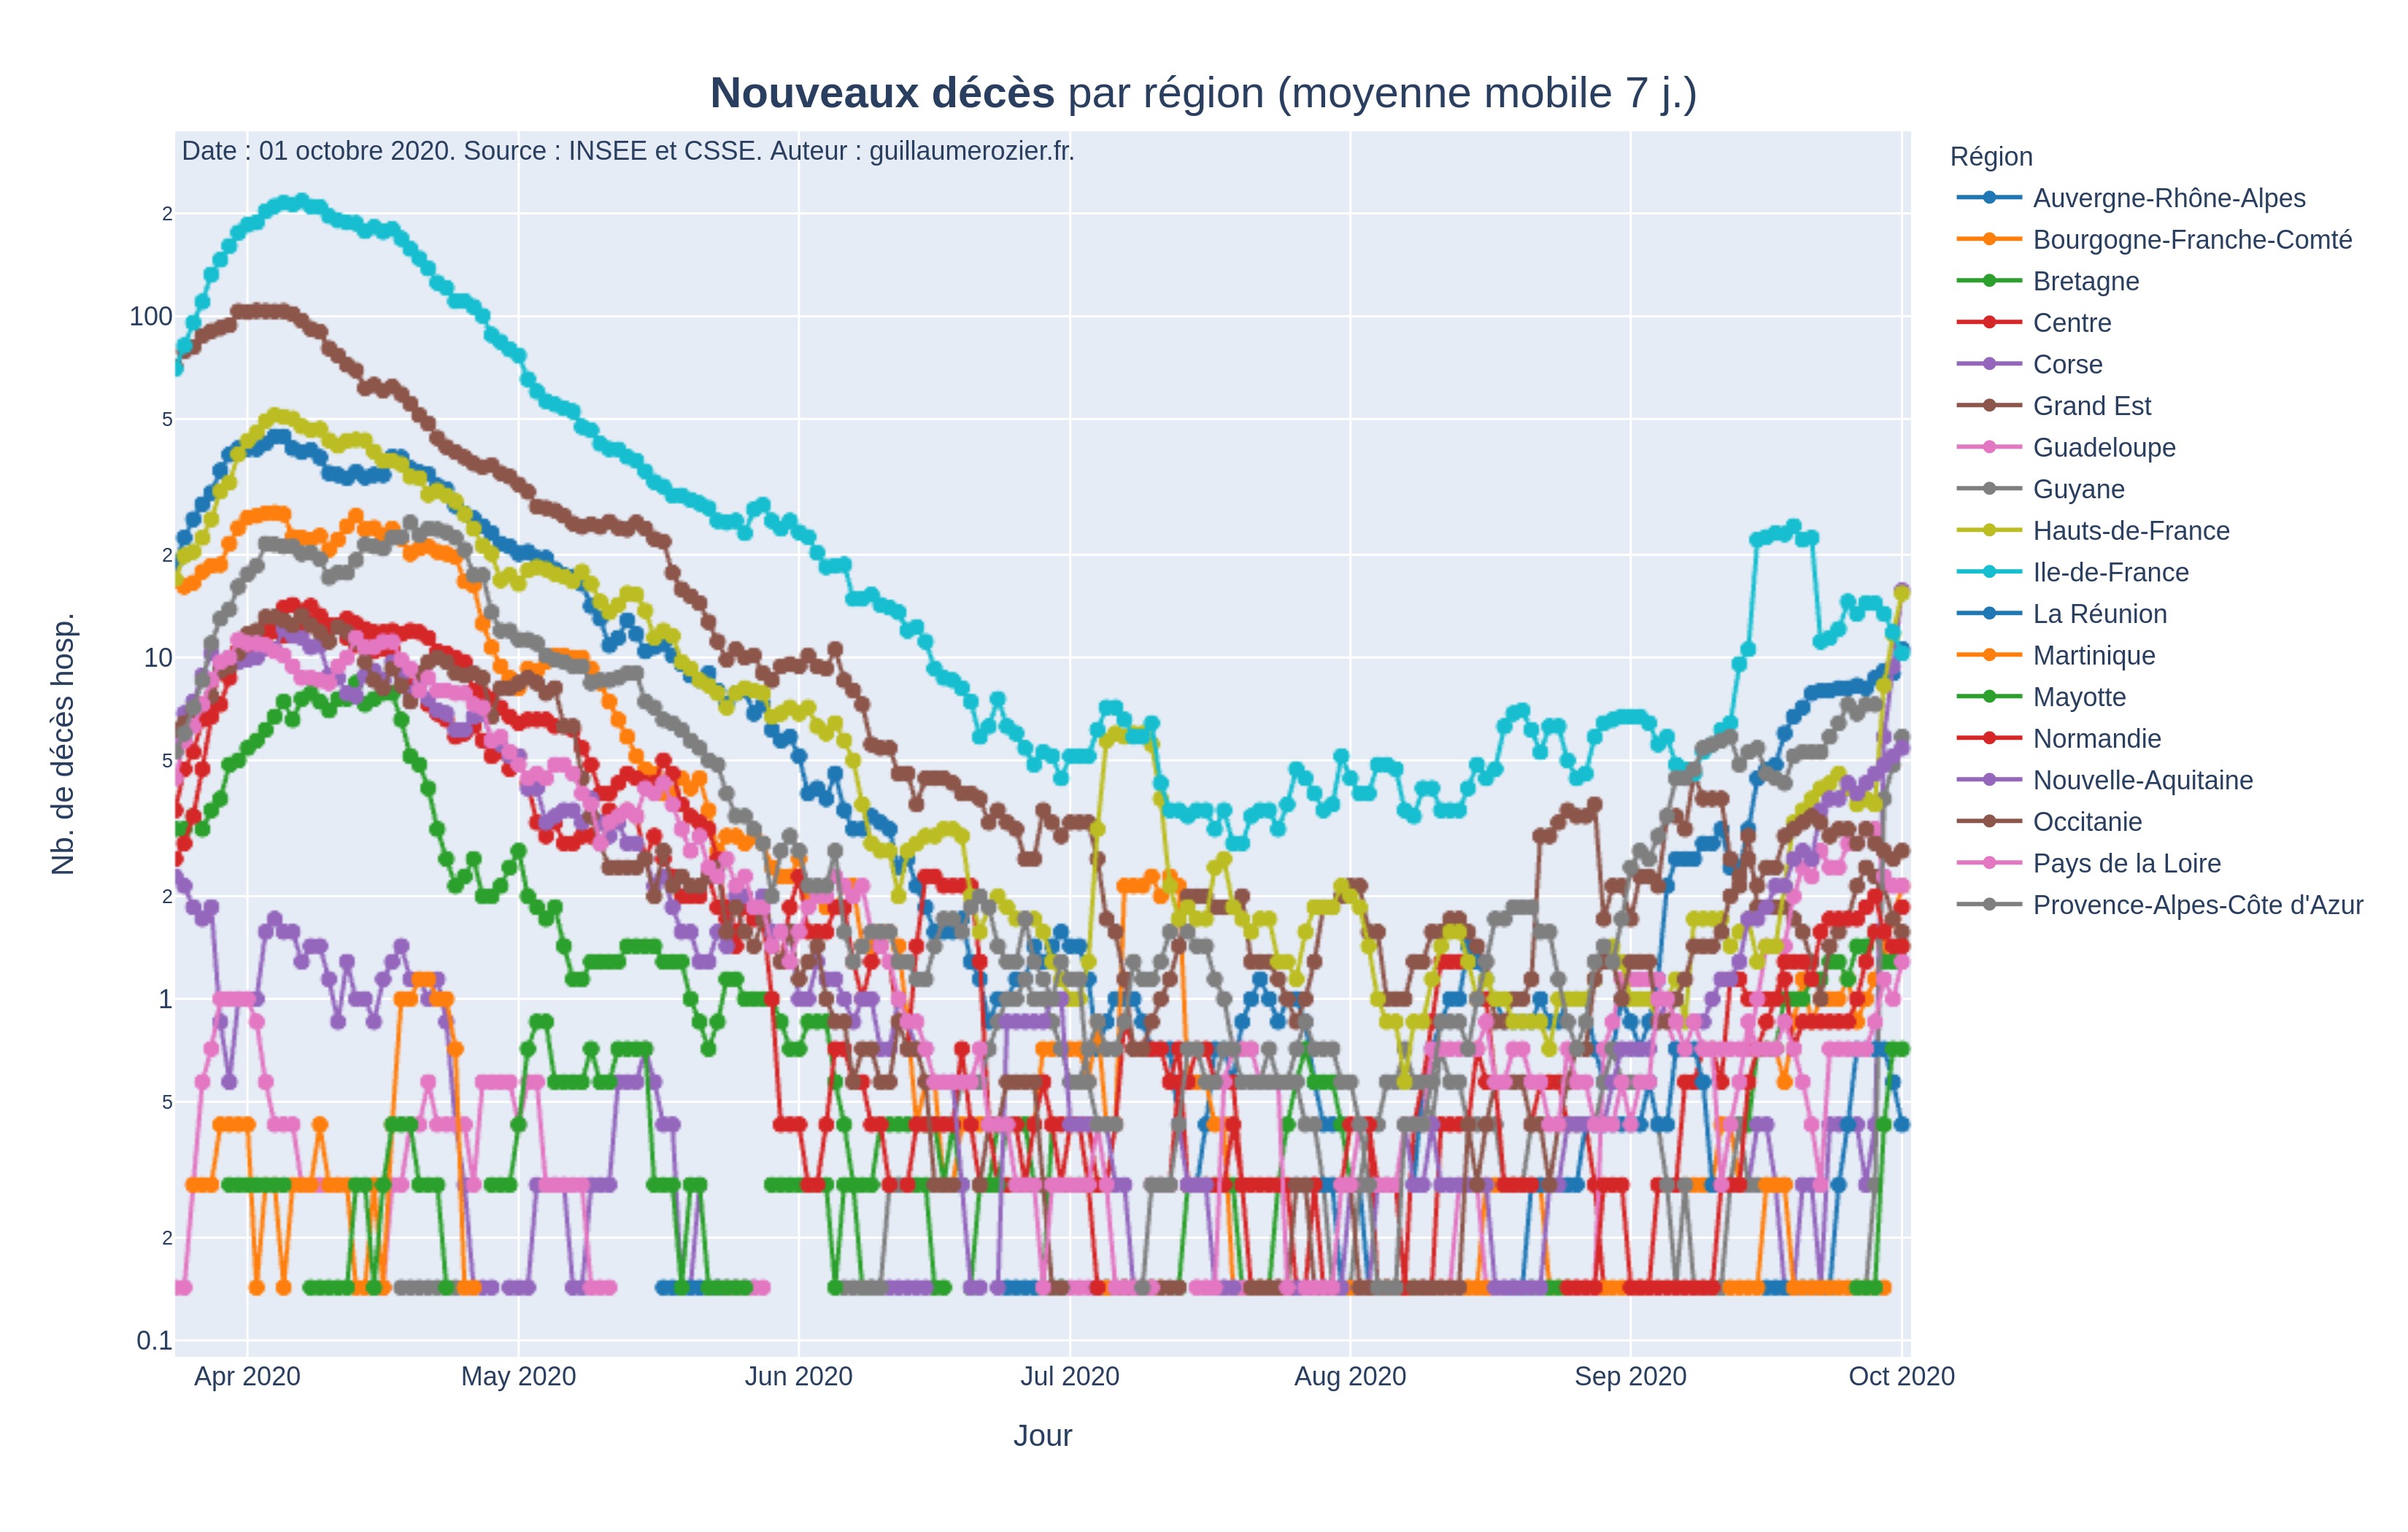 Nouveaux décès par région (moyenne mobile 7 j.)
Date : 01 octobre 2020. Source : INSEE et CSSE. Auteur : guillaumerozier.fr.
Nb. de décès hosp.
2
100
5
2
10
5
2
1
5
2
0.1
Apr 2020
May 2020
Jun 2020
Jul 2020
Aug 2020
Sep 2020
Oct 2020
Jour
Région
Auvergne-Rhône-Alpes
Bourgogne-Franche-Comté
Bretagne
Centre
Corse
Grand Est
Guadeloupe
Guyane
Hauts-de-France
Ile-de-France
La Réunion
Martinique
Mayotte
Normandie
Nouvelle-Aquitaine
Occitanie
Pays de la Loire
Provence-Alpes-Côte d'Azur